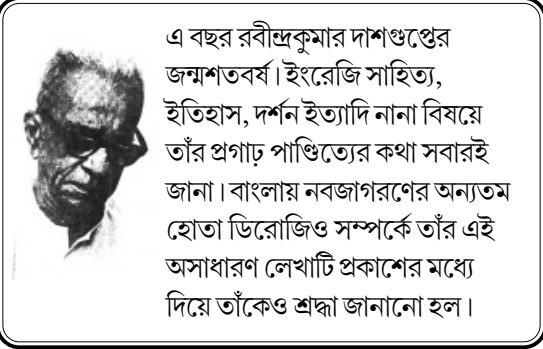 এ বছর রবীন্দ্রকুমার দাশগুপ্তের
জন্মশতবর্ষ। ইংরেজি সাহিত্য,
ইতিহাস, দর্শন ইত্যাদি নানা বিষয়ে
তাঁর প্রগাঢ় পাণ্ডিত্যের কথা সবারই
জানা। বাংলায় নবজাগরণের অন্যতম
হোতা ডিরোজিও সম্পর্কে তাঁর এই
অসাধারণ লেখাটি প্রকাশের মধ্যে
দিয়ে তাঁকেও শ্রদ্ধা জানানো হল।